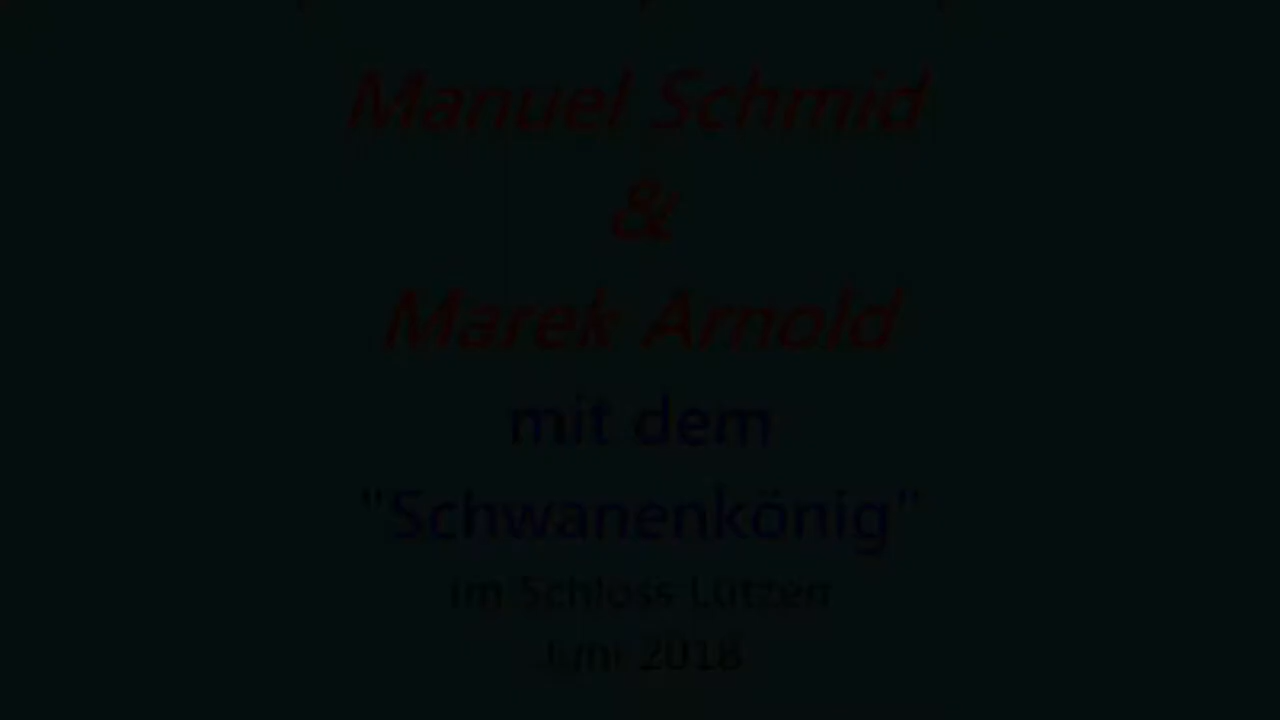 Manuel Schmid
&
Marek Arnold
mit dem
"Schwanenkönig"
im Schloss Lützen
Juni 2018